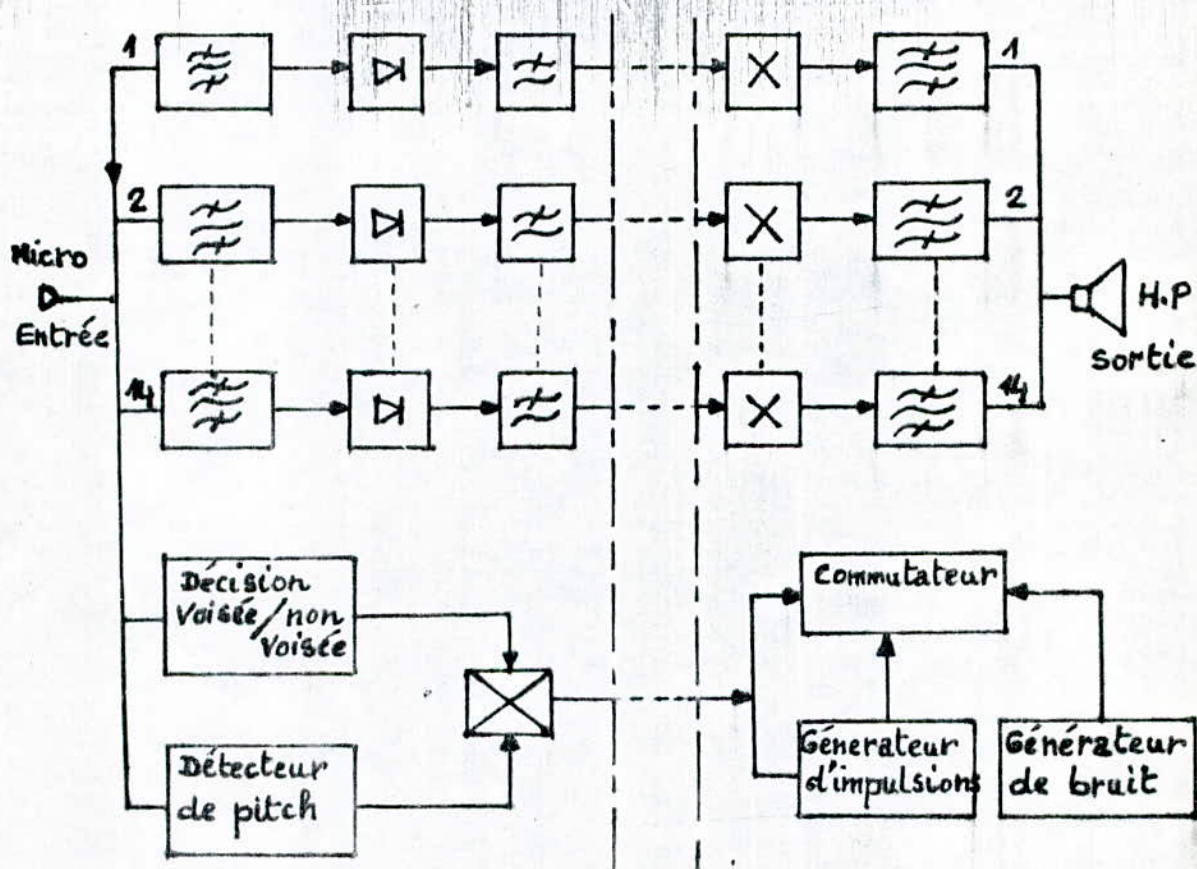 1
1
2
2
Micro
Entrée
H.P
Sortie
14
14
Décision
Voisée/non
Voisée
Commutateur
Détecteur
de pitch
Générateur
d'impulsions
Générateur
de bruit